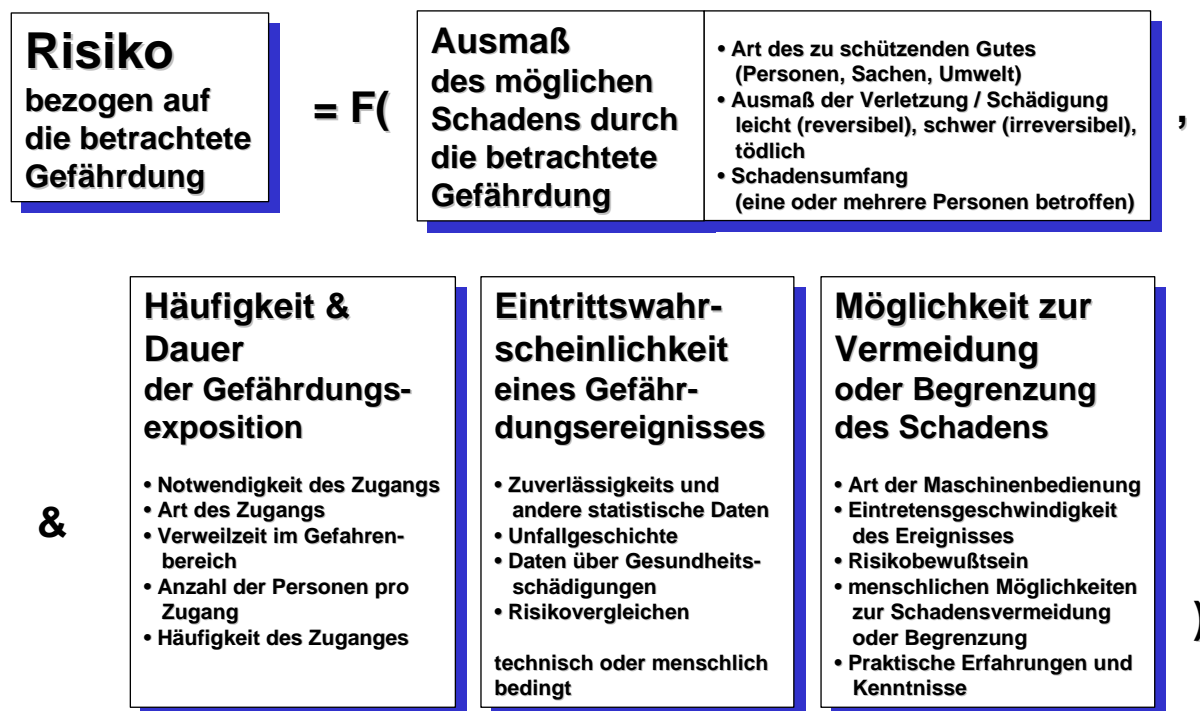 Risiko
bezogen auf
die betrachtete
Gefährdung
= F(
Ausmaß
des möglichen
Schadens durch
die betrachtete
Gefährdung
• Art des zu schützenden Gutes
(Personen, Sachen, Umwelt)
• Ausmaß der Verletzung / Schädigung
leicht (reversibel), schwer (irreversibel),
tödlich
• Schadensumfang
(eine oder mehrere Personen betroffen)
,
&
Häufigkeit &
Dauer
der Gefährdungs-
exposition
• Notwendigkeit des Zugangs
• Art des Zugangs
• Verweilzeit im Gefahren-
bereich
• Anzahl der Personen pro
Zugang
• Häufigkeit des Zuganges
Eintrittswahr-
scheinlichkeit
eines Gefähr-
dungsereignisses
• Zuverlässigkeits und
andere statistische Daten
• Unfallgeschichte
• Daten über Gesundheits-
schädigungen
• Risikovergleichen
technisch oder menschlich
bedingt
Möglichkeit zur
Vermeidung
oder Begrenzung
des Schadens
• Art der Maschinenbedienung
• Eintretensgeschwindigkeit
des Ereignisses
• Risikobewußtsein
• menschlichen Möglichkeiten
zur Schadensvermeidung
oder Begrenzung
• Praktische Erfahrungen und
Kenntnisse
)